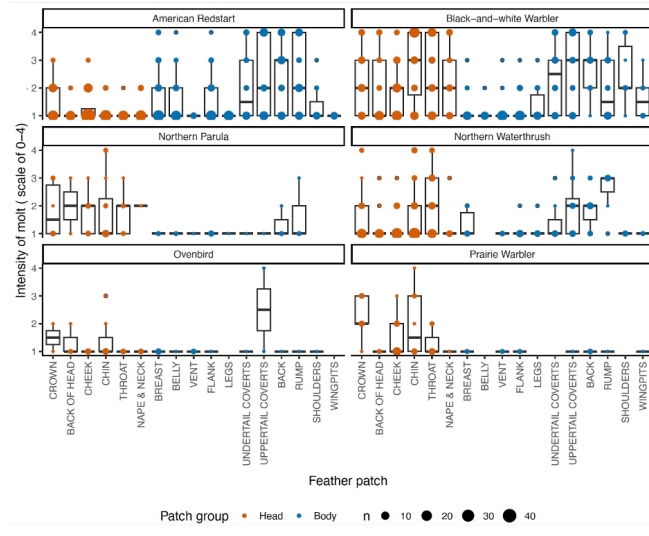 American Redstart
Black−and−white Warbler
4
3
2
1
Northern Parula
Northern Waterthrush
4
3
2
1
Ovenbird
Prairie Warbler
4
3
2
1
Intensity of molt ( scale of 0–4)
CROWN
BACK OF HEAD
CHEEK
CHIN
THROAT
NAPE & NECK
BREAST
BELLY
VENT
FLANK
LEGS
UNDERTAIL COVERTS
UPPERTAIL COVERTS
BACK
RUMP
SHOULDERS
WINGPITS
CROWN
BACK OF HEAD
CHEEK
CHIN
THROAT
NAPE & NECK
BREAST
BELLY
VENT
FLANK
LEGS
UNDERTAIL COVERTS
UPPERTAIL COVERTS
BACK
RUMP
SHOULDERS
WINGPITS
Feather patch
Patch group Head Body n 10 20 30 40